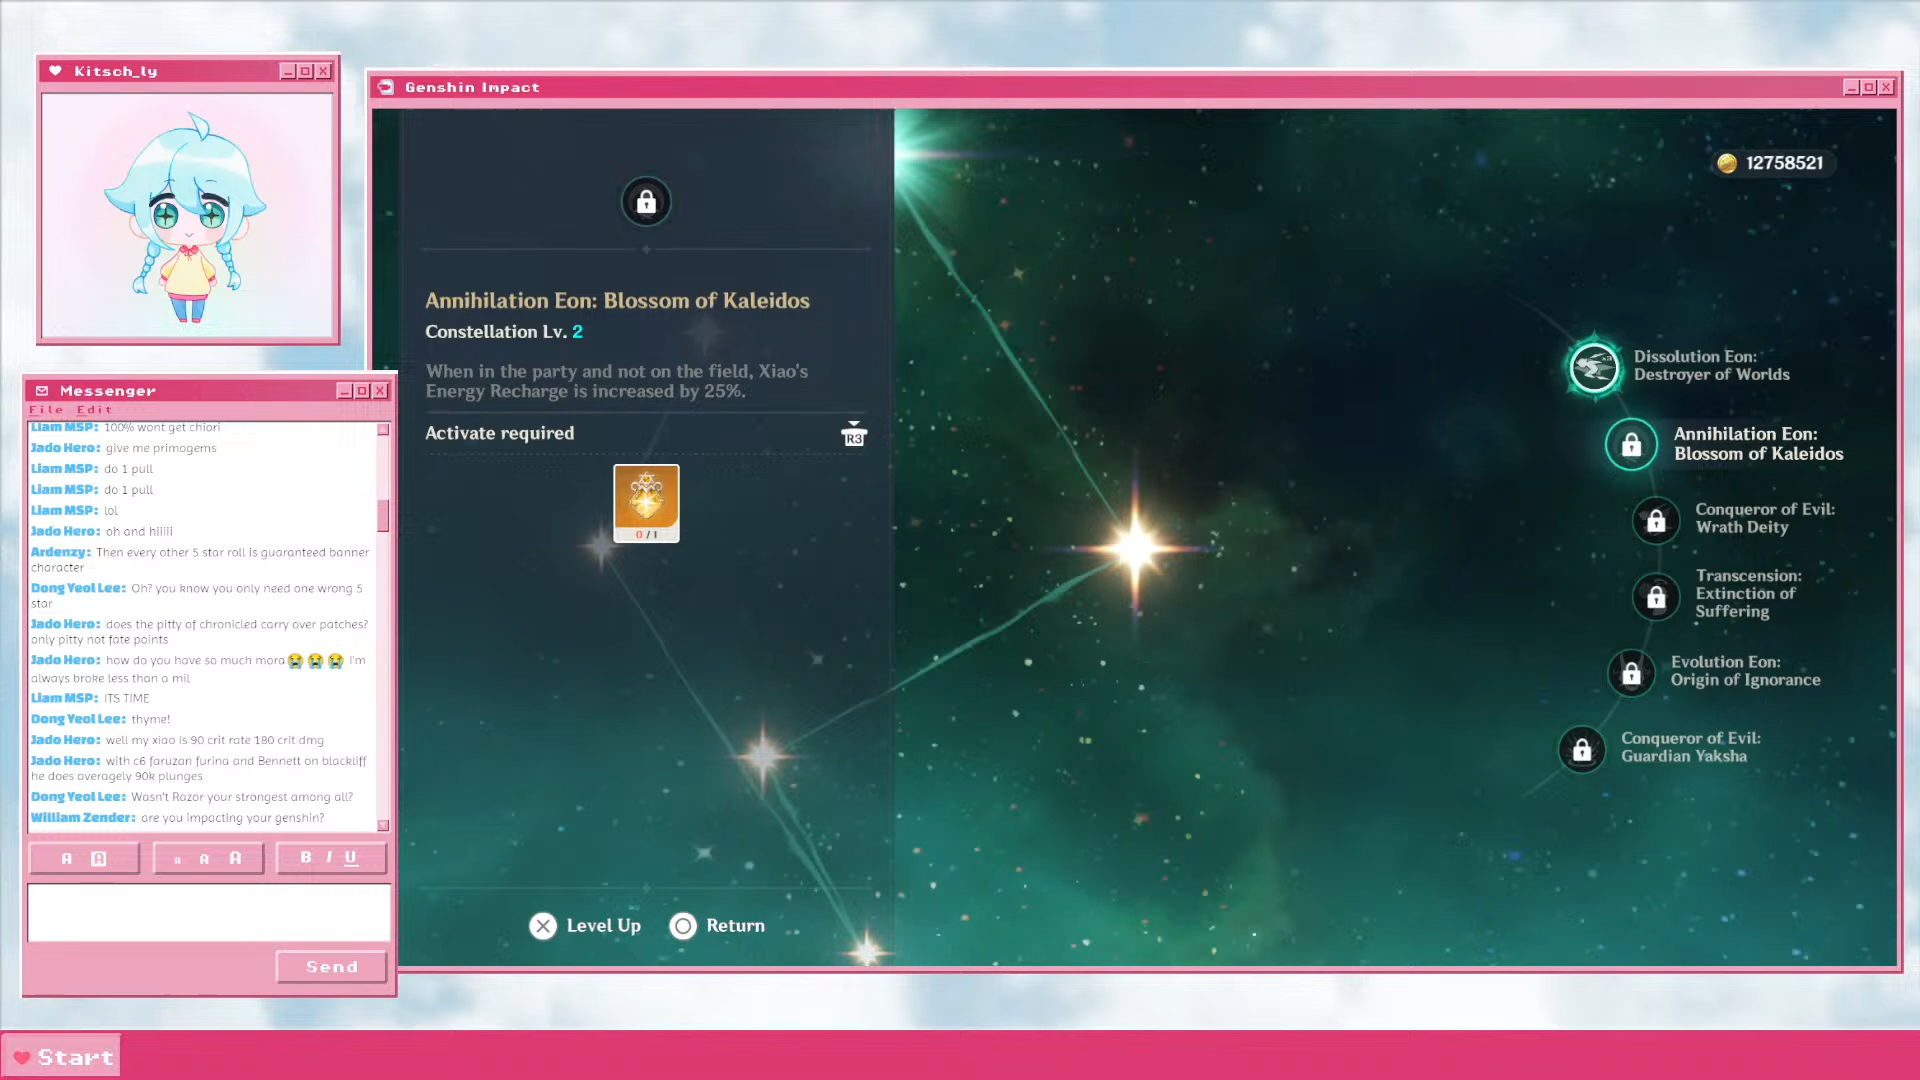 Kitsch_ly
Genshin Impact
12758521
Annihilation Eon: Blossom of Kaleidos
Constellation Lv. 2
When in the party and not on the field, Xiao's
Energy Recharge is increased by 25%.
Activate required
R3
0 / 1
Level Up
Return
Dissolution Eon:
Destroyer of Worlds
Annihilation Eon:
Blossom of Kaleidos
Conqueror of Evil:
Wrath Deity
Transcension:
Extinction of
Suffering
Evolution Eon:
Origin of Ignorance
Conqueror of Evil:
Guardian Yaksha
Messenger
File Edit
Liam MSP: 100% wont get chiori
Jado Hero: give me primogems
Liam MSP: do 1 pull
Liam MSP: do 1 pull
Liam MSP: lol
Jado Hero: oh and hiiiii
Ardenzy: Then every other 5 star roll is guaranteed banner
character
Dong Yeol Lee: Oh? you know you only need one wrong 5
star
Jado Hero: does the pitty of chronicled carry over patches?
only pitty not fate points
Jado Hero: how do you have so much mora😭😭😭 I'm
always broke less than a mil
Liam MSP: ITS TIME
Dong Yeol Lee: thyme!
Jado Hero: well my xiao is 90 crit rate 180 crit dmg
Jado Hero: with c6 faruzan furina and Bennett on blackliff
he does averagely 90k plunges
Dong Yeol Lee: Wasn't Razor your strongest among all?
William Zender: are you impacting your genshin?
A A
A A A
B I U
Send
Start